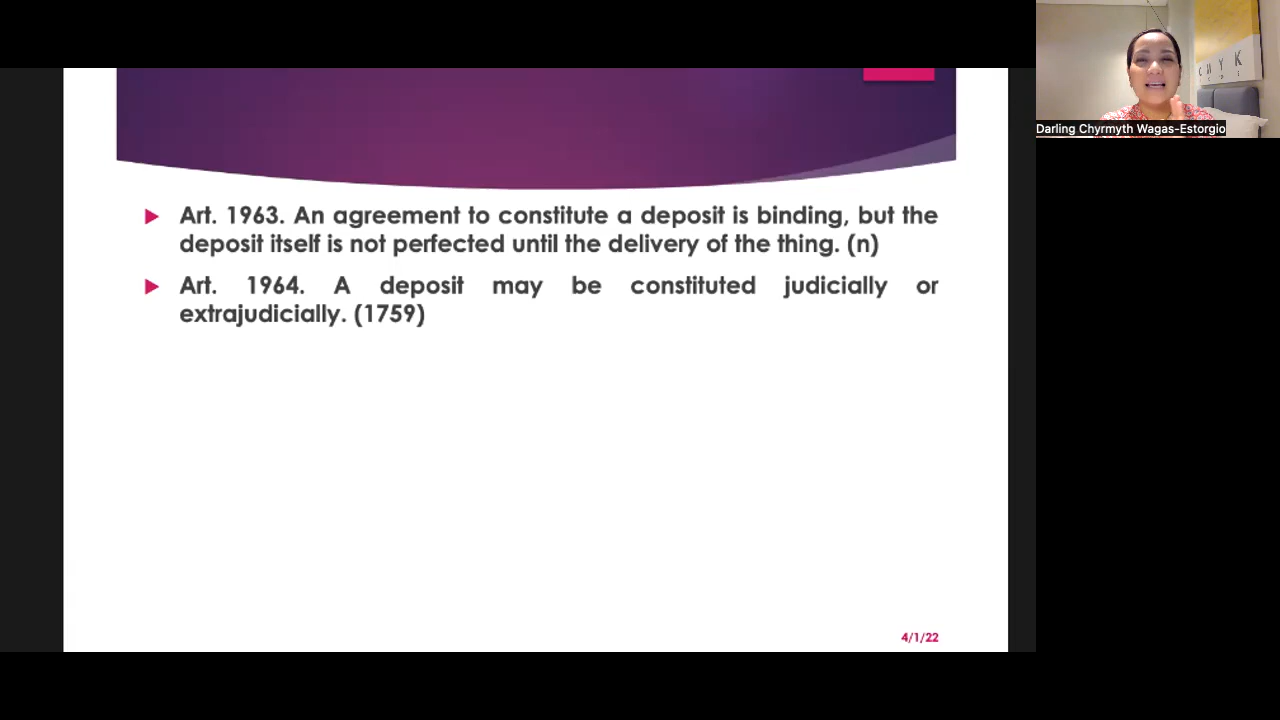 Art. 1963. An agreement to constitute a deposit is binding, but the
deposit itself is not perfected until the delivery of the thing. (n)
Art. 1964. A deposit may be constituted judicially or
extrajudicially. (1759)
4/1/22
Darling Chyrmyth Wagas-Estorgio